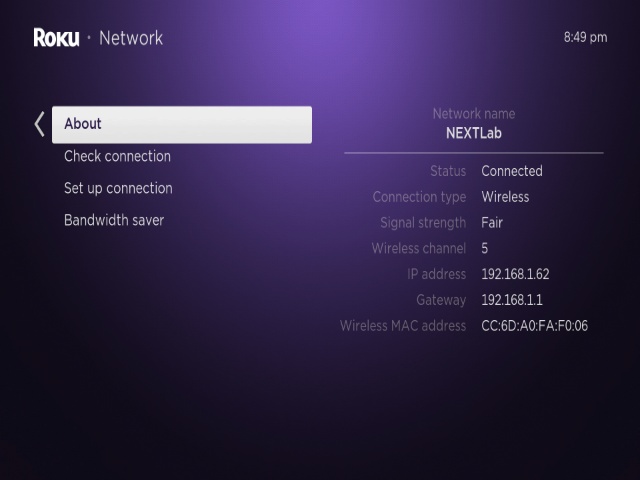 Roku · Network
8:49 pm
About
Check connection
Set up connection
Bandwidth saver
Network name
NEXTLab
Status Connected
Connection type Wireless
Signal strength Fair
Wireless channel 5
IP address 192.168.1.62
Gateway 192.168.1.1
Wireless MAC address CC:6D:A0:FA:F0:06